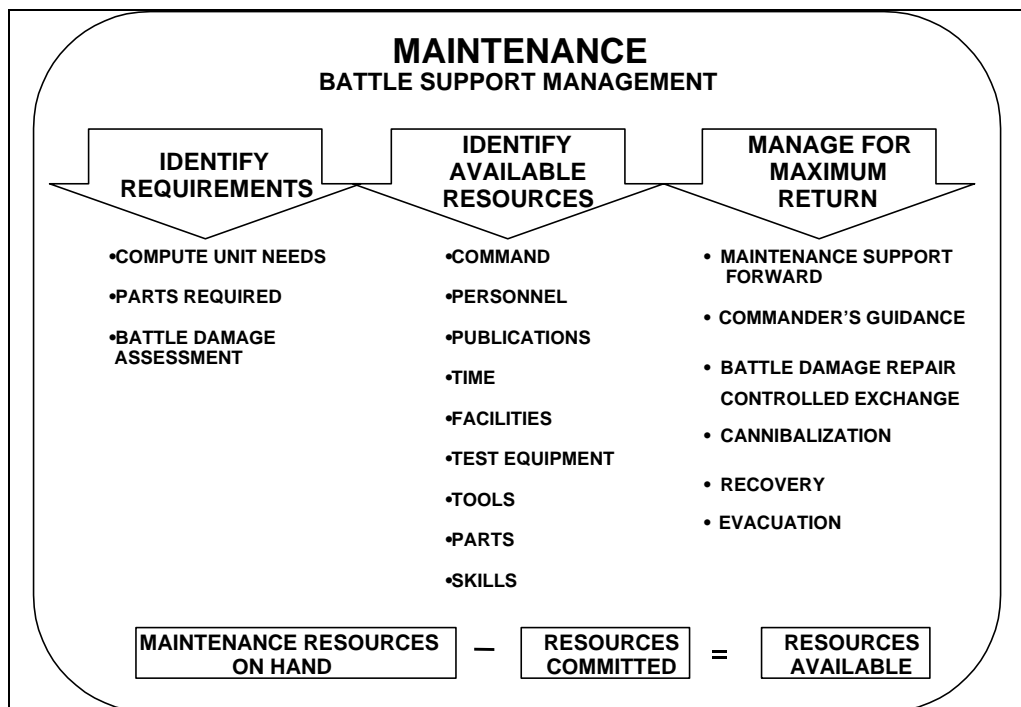 MAINTENANCE
BATTLE SUPPORT MANAGEMENT
IDENTIFY
REQUIREMENTS
•COMPUTE UNIT NEEDS
•PARTS REQUIRED
•BATTLE DAMAGE
ASSESSMENT
IDENTIFY
AVAILABLE
RESOURCES
•COMMAND
•PERSONNEL
•PUBLICATIONS
•TIME
•FACILITIES
•TEST EQUIPMENT
•TOOLS
•PARTS
•SKILLS
MANAGE FOR
MAXIMUM
RETURN
• MAINTENANCE SUPPORT
FORWARD
• COMMANDER'S GUIDANCE
• BATTLE DAMAGE REPAIR
CONTROLLED EXCHANGE
• CANNIBALIZATION
• RECOVERY
• EVACUATION
MAINTENANCE RESOURCES
ON HAND
—
RESOURCES
COMMITTED
=
RESOURCES
AVAILABLE